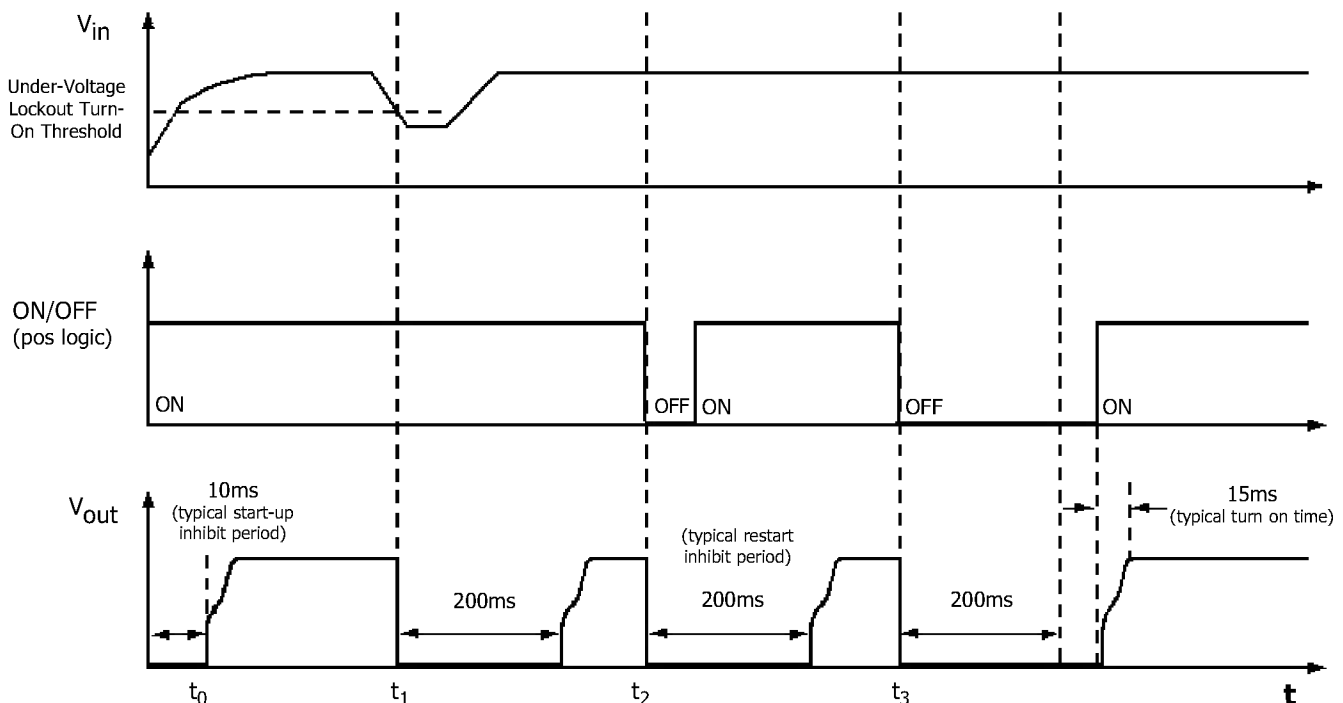 Vin
Under-Voltage
Lockout Turn-
On Threshold
ON/OFF
(pos logic)
ON
OFF
ON
OFF
ON
Vout
10ms
(typical start-up
inhibit period)
(typical restart
inhibit period)
15ms
(typical turn on time)
200ms
200ms
200ms
t0
t1
t2
t3
t